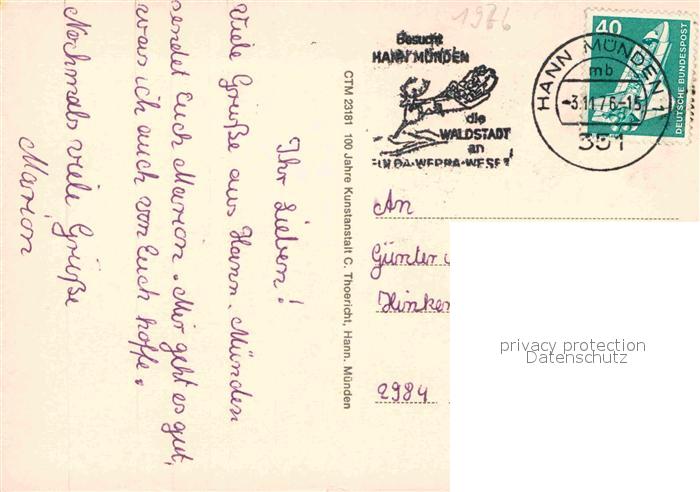 1976
Besucht
HANN MÜNDEN
die
WALDSTADT
an
FULDA-WERRA-WESER
HANN MÜNDEN 1
mb
-3.11.76-15
351
40
DEUTSCHE BUNDESPOST
Ihr Lieben!
Viele Grüße aus Hann. Münden
sendet Euch Marion. Mir geht es gut,
was ich auch von Euch hoffe.
Nochmals viele Grüße
Marion
CTM 23181 100 Jahre Kunstanstalt C. Thoericht, Hann. Münden
An
Günter
2984
privacy protection
Datenschutz